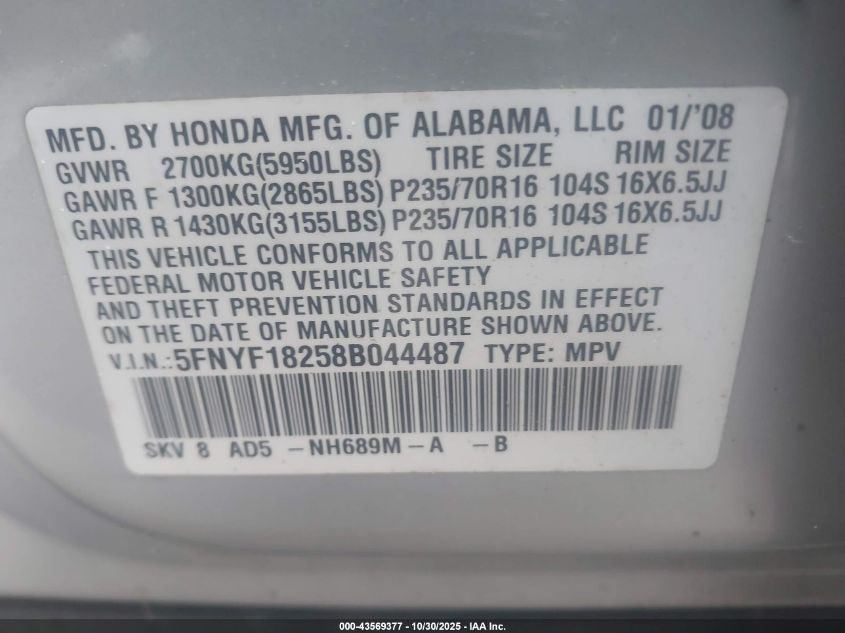 MFD. BY HONDA MFG. OF ALABAMA, LLC 01/'08
GVWR 2700KG(5950LBS) TIRE SIZE RIM SIZE
GAWR F 1300KG(2865LBS) P235/70R16 104S 16X6.5JJ
GAWR R 1430KG(3155LBS) P235/70R16 104S 16X6.5JJ
THIS VEHICLE CONFORMS TO ALL APPLICABLE
FEDERAL MOTOR VEHICLE SAFETY
AND THEFT PREVENTION STANDARDS IN EFFECT
ON THE DATE OF MANUFACTURE SHOWN ABOVE.
V.I.N.:5FNYF18258B044487 TYPE: MPV
SKV 8 AD5 -NH689M-A -B
000-43569377 - 10/30/2025 - IAA Inc.